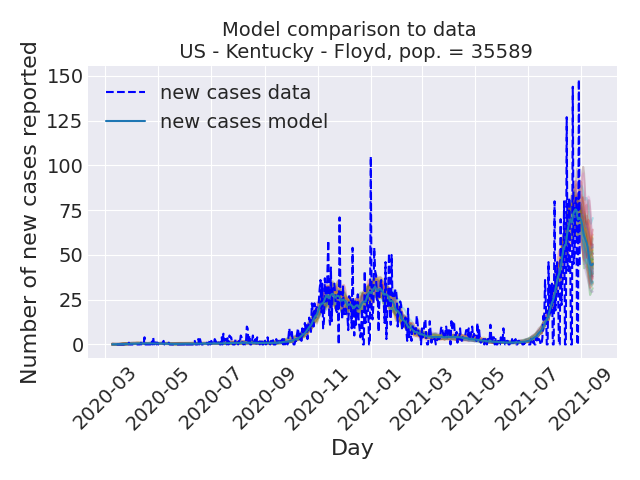 Model comparison to data
US - Kentucky - Floyd, pop. = 35589
Number of new cases reported
150
125
100
75
50
25
0
new cases data
new cases model
2020-03
2020-05
2020-07
2020-09
2020-11
2021-01
2021-03
2021-05
2021-07
2021-09
Day